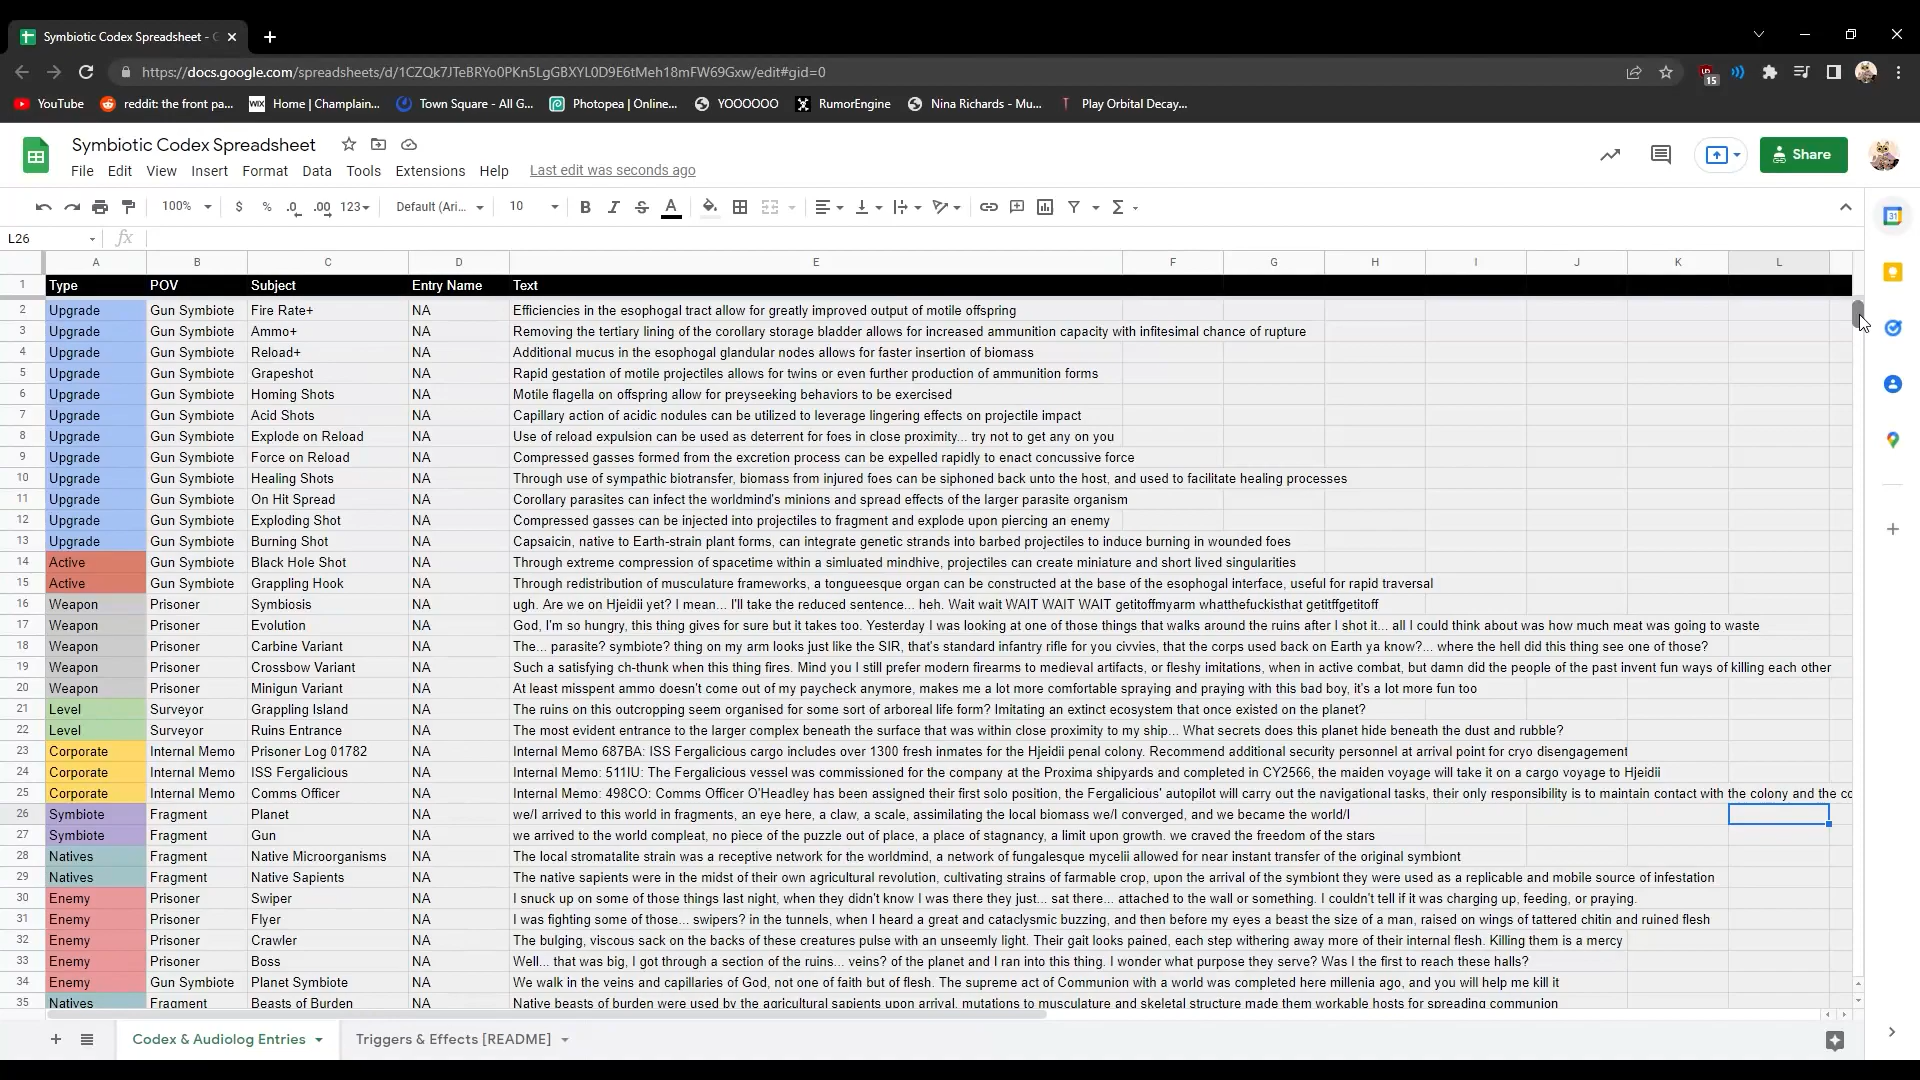 Symbiotic Codex Spreadsheet -
https://docs.google.com/spreadsheets/d/1CZQk7JTeBRYo0PKn5LgGBXYL0D9E6tMeh18mFW69Gxw/edit#gid=0
15
YouTube reddit: the front pa... WIX Home | Champlain... Town Square - All G... Photopea | Online... YOOOOOO RumorEngine Nina Richards - Mu... Play Orbital Decay...
Symbiotic Codex Spreadsheet
Share
File Edit View Insert Format Data Tools Extensions Help Last edit was seconds ago
100% $ % .0 .00 123 Default (Ari... 10 B I S A Σ
31
L26 fx
A B C D E F G H I J K L
1 Type POV Subject Entry Name Text
2 Upgrade Gun Symbiote Fire Rate+ NA Efficiencies in the esophogal tract allow for greatly improved output of motile offspring
3 Upgrade Gun Symbiote Ammo+ NA Removing the tertiary lining of the corollary storage bladder allows for increased ammunition capacity with infitesimal chance of rupture
4 Upgrade Gun Symbiote Reload+ NA Additional mucus in the esophogal glandular nodes allows for faster insertion of biomass
5 Upgrade Gun Symbiote Grapeshot NA Rapid gestation of motile projectiles allows for twins or even further production of ammunition forms
6 Upgrade Gun Symbiote Homing Shots NA Motile flagella on offspring allow for preyseeking behaviors to be exercised
7 Upgrade Gun Symbiote Acid Shots NA Capillary action of acidic nodules can be utilized to leverage lingering effects on projectile impact
8 Upgrade Gun Symbiote Explode on Reload NA Use of reload expulsion can be used as deterrent for foes in close proximity... try not to get any on you
9 Upgrade Gun Symbiote Force on Reload NA Compressed gasses formed from the excretion process can be expelled rapidly to enact concussive force
10 Upgrade Gun Symbiote Healing Shots NA Through use of sympathic biotransfer, biomass from injured foes can be siphoned back unto the host, and used to facilitate healing processes
11 Upgrade Gun Symbiote On Hit Spread NA Corollary parasites can infect the worldmind's minions and spread effects of the larger parasite organism
12 Upgrade Gun Symbiote Exploding Shot NA Compressed gasses can be injected into projectiles to fragment and explode upon piercing an enemy
13 Upgrade Gun Symbiote Burning Shot NA Capsaicin, native to Earth-strain plant forms, can integrate genetic strands into barbed projectiles to induce burning in wounded foes
14 Active Gun Symbiote Black Hole Shot NA Through extreme compression of spacetime within a simluated mindhive, projectiles can create miniature and short lived singularities
15 Active Gun Symbiote Grappling Hook NA Through redistribution of musculature frameworks, a tongueesque organ can be constructed at the base of the esophogal interface, useful for rapid traversal
16 Weapon Prisoner Symbiosis NA ugh. Are we on Hjeidii yet? I mean... I'll take the reduced sentence... heh. Wait wait WAIT WAIT WAIT getitoffmyarm whatthefuckisthat getitffgetitoff
17 Weapon Prisoner Evolution NA God, I'm so hungry, this thing gives for sure but it takes too. Yesterday I was looking at one of those things that walks around the ruins after I shot it... all I could think about was how much meat was going to waste
18 Weapon Prisoner Carbine Variant NA The... parasite? symbiote? thing on my arm looks just like the SIR, that's standard infantry rifle for you civvies, that the corps used back on Earth ya know?... where the hell did this thing see one of those?
19 Weapon Prisoner Crossbow Variant NA Such a satisfying ch-thunk when this thing fires. Mind you I still prefer modern firearms to medieval artifacts, or fleshy imitations, when in active combat, but damn did the people of the past invent fun ways of killing each other
20 Weapon Prisoner Minigun Variant NA At least misspent ammo doesn't come out of my paycheck anymore, makes me a lot more comfortable spraying and praying with this bad boy, it's a lot more fun too
21 Level Surveyor Grappling Island NA The ruins on this outcropping seem organised for some sort of arboreal life form? Imitating an extinct ecosystem that once existed on the planet?
22 Level Surveyor Ruins Entrance NA The most evident entrance to the larger complex beneath the surface that was within close proximity to my ship... What secrets does this planet hide beneath the dust and rubble?
23 Corporate Internal Memo Prisoner Log 01782 NA Internal Memo 687BA: ISS Fergalicious cargo includes over 1300 fresh inmates for the Hjeidii penal colony. Recommend additional security personnel at arrival point for cryo disengagement
24 Corporate Internal Memo ISS Fergalicious NA Internal Memo: 511IU: The Fergalicious vessel was commissioned for the company at the Proxima shipyards and completed in CY2566, the maiden voyage will take it on a cargo voyage to Hjeidii
25 Corporate Internal Memo Comms Officer NA Internal Memo: 498CO: Comms Officer O'Headley has been assigned their first solo position, the Fergalicious' autopilot will carry out the navigational tasks, their only responsibility is to maintain contact with the colony and the co
26 Symbiote Fragment Planet NA we/I arrived to this world in fragments, an eye here, a claw, a scale, assimilating the local biomass we/I converged, and we became the world/I
27 Symbiote Fragment Gun NA we arrived to the world compleat, no piece of the puzzle out of place, a place of stagnancy, a limit upon growth. we craved the freedom of the stars
28 Natives Fragment Native Microorganisms NA The local stromatalite strain was a receptive network for the worldmind, a network of fungalesque mycelii allowed for near instant transfer of the original symbiont
29 Natives Fragment Native Sapients NA The native sapients were in the midst of their own agricultural revolution, cultivating strains of farmable crop, upon the arrival of the symbiont they were used as a replicable and mobile source of infestation
30 Enemy Prisoner Swiper NA I snuck up on some of those things last night, when they didn't know I was there they just... sat there... attached to the wall or something. I couldn't tell if it was charging up, feeding, or praying.
31 Enemy Prisoner Flyer NA I was fighting some of those... swipers? in the tunnels, when I heard a great and cataclysmic buzzing, and then before my eyes a beast the size of a man, raised on wings of tattered chitin and ruined flesh
32 Enemy Prisoner Crawler NA The bulging, viscous sack on the backs of these creatures pulse with an unseemly light. Their gait looks pained, each step withering away more of their internal flesh. Killing them is a mercy
33 Enemy Prisoner Boss NA Well... that was big, I got through a section of the ruins... veins? of the planet and I ran into this thing. I wonder what purpose they serve? Was I the first to reach these halls?
34 Enemy Gun Symbiote Planet Symbiote NA We walk in the veins and capillaries of God, not one of faith but of flesh. The supreme act of Communion with a world was completed here millenia ago, and you will help me kill it
35 Natives Fragment Beasts of Burden NA Native beasts of burden were used by the agricultural sapients upon arrival, mutations to musculature and skeletal structure made them workable hosts for spreading communion
Codex & Audiolog Entries Triggers & Effects [README]